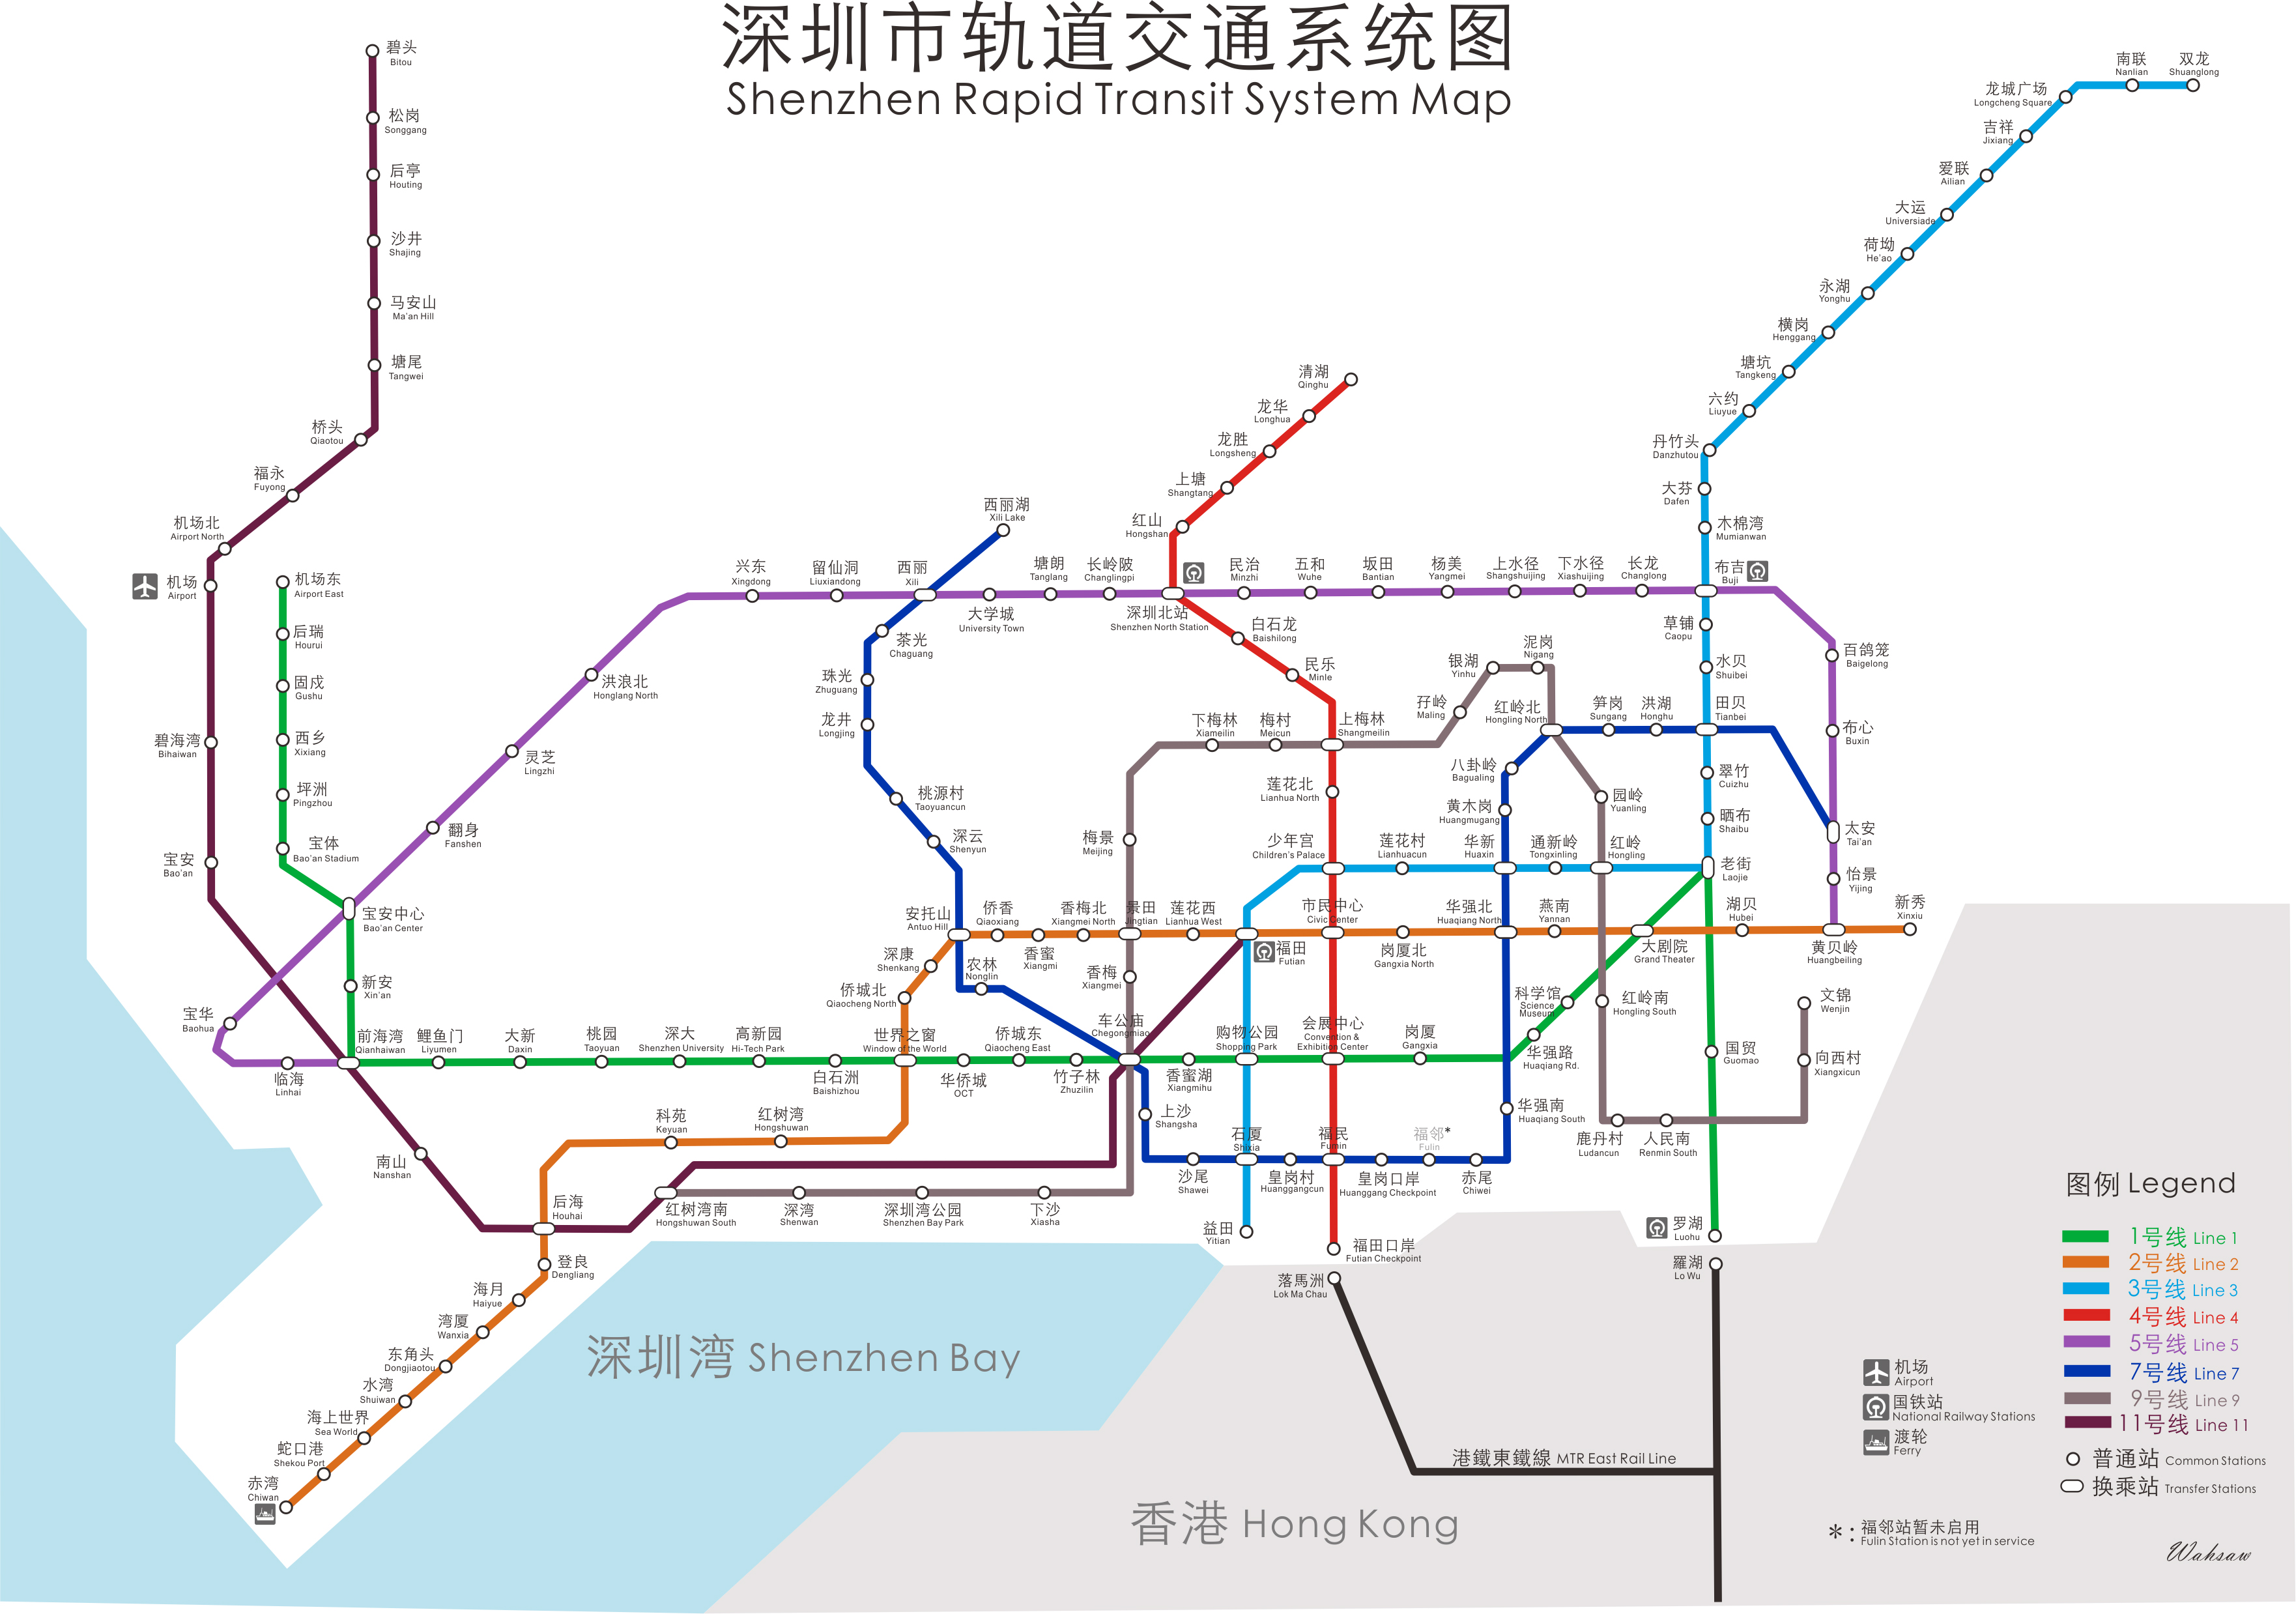 深圳市轨道交通系统图
Shenzhen Rapid Transit System Map
碧头
Bitou
松岗
Songgang
后亭
Houting
沙井
Shajing
马安山
Ma'an Hill
塘尾
Tangwei
桥头
Qiaotou
福永
Fuyong
机场北
Airport North
机场
Airport
碧海湾
Bihaiwan
宝安
Bao'an
机场东
Airport East
后瑞
Hourui
固戍
Gushu
西乡
Xixiang
坪洲
Pingzhou
宝体
Bao'an Stadium
宝安中心
Bao'an Center
新安
Xin'an
宝华
Baohua
临海
Linhai
前海湾
Qianhaiwan
翻身
Fanshen
灵芝
Lingzhi
洪浪北
Honglang North
兴东
Xingdong
留仙洞
Liuxiandong
西丽
Xili
西丽湖
Xili Lake
大学城
University Town
塘朗
Tanglang
长岭陂
Changlingpi
深圳北站
Shenzhen North Station
民治
Minzhi
五和
Wuhe
坂田
Bantian
杨美
Yangmei
上水径
Shangshuijing
下水径
Xiashuijing
长龙
Changlong
布吉
Buji
百鸽笼
Baigelong
布心
Buxin
太安
Tai'an
怡景
Yijing
黄贝岭
Huangbeiling
新秀
Xinxiu
清湖
Qinghu
龙华
Longhua
龙胜
Longsheng
上塘
Shangtang
红山
Hongshan
白石龙
Baishilong
民乐
Minle
上梅林
Shangmeilin
莲花北
Lianhua North
少年宫
Children's Palace
市民中心
Civic Center
会展中心
Convention &
Exhibition Center
福民
Fumin
福田口岸
Futian Checkpoint
双龙
Shuanglong
南联
Nanlian
龙城广场
Longcheng Square
吉祥
Jixiang
爱联
Ailian
大运
Universiade
荷坳
He'ao
永湖
Yonghu
横岗
Henggang
塘坑
Tangkeng
六约
Liuyue
丹竹头
Danzhutou
大芬
Dafen
木棉湾
Mumianwan
草铺
Caopu
水贝
Shuibei
田贝
Tianbei
翠竹
Cuizhu
晒布
Shaibu
老街
Laojie
红岭
Hongling
通新岭
Tongxinling
华新
Huaxin
莲花村
Lianhuacun
福田
Futian
购物公园
Shopping Park
石厦
Shixia
益田
Yitian
茶光
Chaguang
珠光
Zhuguang
龙井
Longjing
桃源村
Taoyuancun
深云
Shenyun
安托山
Antuo Hill
农林
Nonglin
车公庙
Chegongmiao
上沙
Shangsha
沙尾
Shawei
皇岗村
Huanggangcun
皇岗口岸
Huanggang Checkpoint
福邻*
Fulin
赤尾
Chiwei
华强南
Huaqiang South
华强北
Huaqiang North
黄木岗
Huangmugang
八卦岭
Bagualing
红岭北
Hongling North
笋岗
Sungang
洪湖
Honghu
泥岗
Nigang
银湖
Yinhu
孖岭
Maling
梅村
Meicun
下梅林
Xiameilin
梅景
Meijing
景田
Jingtian
香梅
Xiangmei
园岭
Yuanling
红岭南
Hongling South
鹿丹村
Ludancun
人民南
Renmin South
向西村
Xiangxicun
文锦
Wenjin
侨香
Qiaoxiang
香蜜
Xiangmi
香梅北
Xiangmei North
莲花西
Lianhua West
岗厦北
Gangxia North
燕南
Yannan
大剧院
Grand Theater
湖贝
Hubei
深康
Shenkang
侨城北
Qiaocheng North
世界之窗
Window of the World
鲤鱼门
Liyumen
大新
Daxin
桃园
Taoyuan
深大
Shenzhen University
高新园
Hi-Tech Park
白石洲
Baishizhou
华侨城
OCT
侨城东
Qiaocheng East
竹子林
Zhuzilin
香蜜湖
Xiangmihu
岗厦
Gangxia
华强路
Huaqiang Rd.
科学馆
Science
Museum
国贸
Guomao
罗湖
Luohu
羅湖
Lo Wu
落馬洲
Lok Ma Chau
科苑
Keyuan
红树湾
Hongshuwan
南山
Nanshan
后海
Houhai
红树湾南
Hongshuwan South
深湾
Shenwan
深圳湾公园
Shenzhen Bay Park
下沙
Xiasha
登良
Dengliang
海月
Haiyue
湾厦
Wanxia
东角头
Dongjiaotou
水湾
Shuiwan
海上世界
Sea World
蛇口港
Shekou Port
赤湾
Chiwan
深圳湾 Shenzhen Bay
港鐵東鐵線 MTR East Rail Line
香港 Hong Kong
图例 Legend
1号线 Line 1
2号线 Line 2
3号线 Line 3
4号线 Line 4
5号线 Line 5
7号线 Line 7
9号线 Line 9
11号线 Line 11
普通站 Common Stations
换乘站 Transfer Stations
机场
Airport
国铁站
National Railway Stations
渡轮
Ferry
*：福邻站暂未启用
Fulin Station is not yet in service
Wahsaw